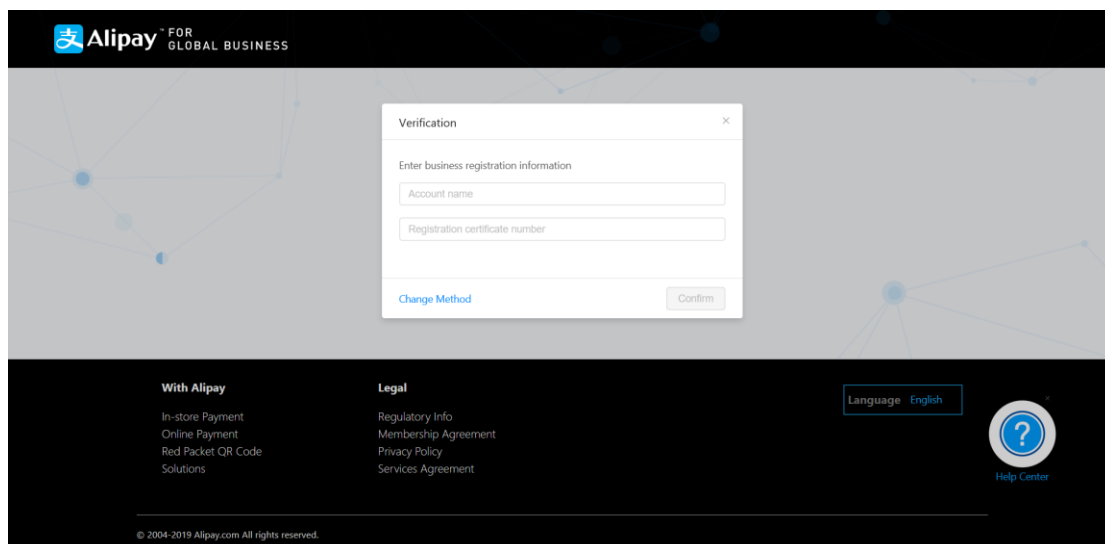 支 Alipay™ FOR
GLOBAL BUSINESS
Verification ×
Enter business registration information
Account name
Registration certificate number
Change Method Confirm
With Alipay
In-store Payment
Online Payment
Red Packet QR Code
Solutions
Legal
Regulatory Info
Membership Agreement
Privacy Policy
Services Agreement
Language English
×
?
Help Center
© 2004-2019 Alipay.com All rights reserved.